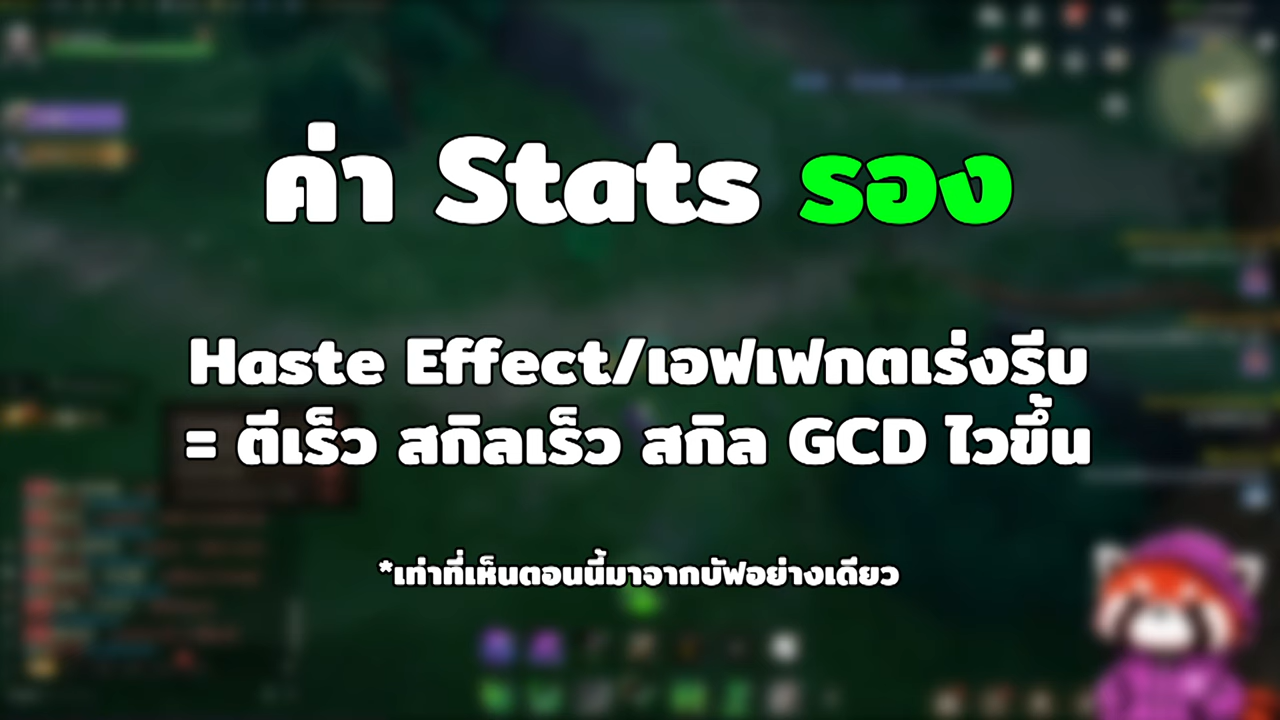 ค่า Stats รอง
Haste Effect/เอฟเฟกตเร่งรีบ
= ตีเร็ว สกิลเร็ว สกิล GCD ไวขึ้น
*เท่าที่เห็นตอนนี้มาจากบัฟอย่างเดียว